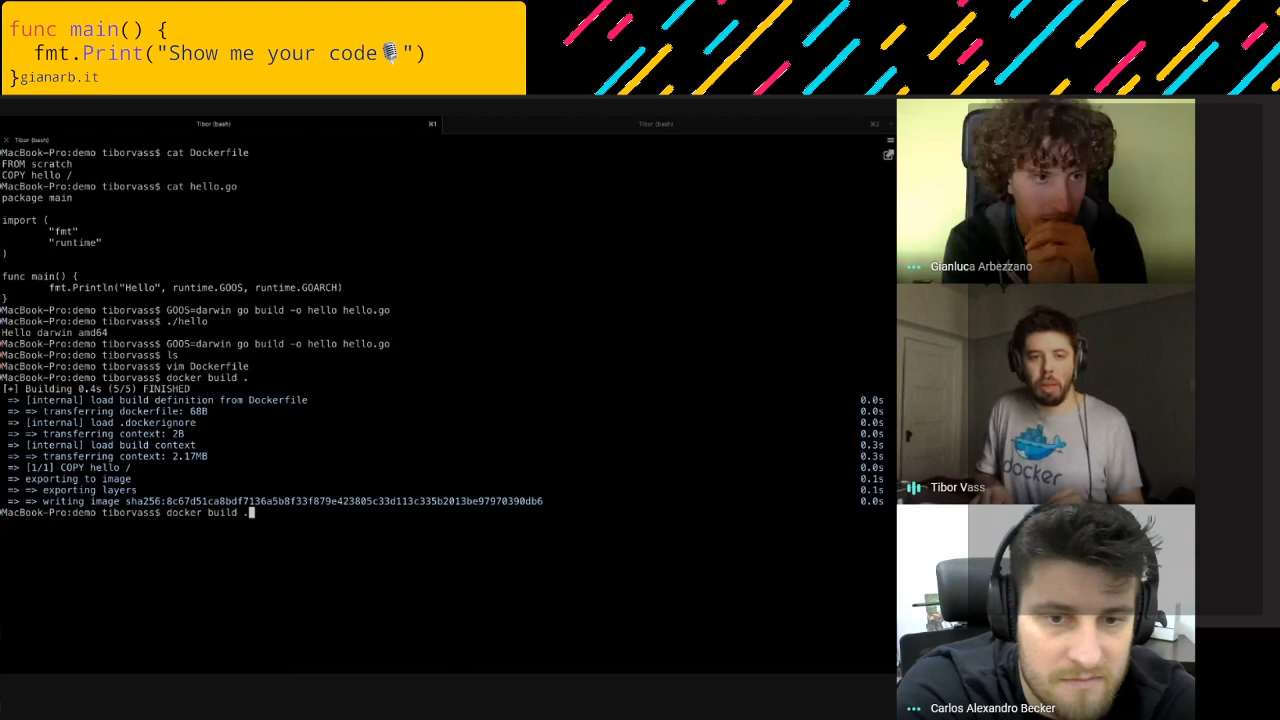 func main() {
fmt.Print("Show me your code🎙️")
}gianarb.it
Tibor (bash)
⌘1
Tibor (bash)
⌘2
Tibor (bash)
MacBook-Pro:demo tiborvass$ cat Dockerfile
FROM scratch
COPY hello /
MacBook-Pro:demo tiborvass$ cat hello.go
package main
import (
"fmt"
"runtime"
)
func main() {
fmt.Println("Hello", runtime.GOOS, runtime.GOARCH)
}
MacBook-Pro:demo tiborvass$ GOOS=darwin go build -o hello hello.go
MacBook-Pro:demo tiborvass$ ./hello
Hello darwin amd64
MacBook-Pro:demo tiborvass$ GOOS=darwin go build -o hello hello.go
MacBook-Pro:demo tiborvass$ ls
MacBook-Pro:demo tiborvass$ vim Dockerfile
MacBook-Pro:demo tiborvass$ docker build .
[+] Building 0.4s (5/5) FINISHED
=> [internal] load build definition from Dockerfile 0.0s
=> => transferring dockerfile: 68B 0.0s
=> [internal] load .dockerignore 0.0s
=> => transferring context: 2B 0.0s
=> [internal] load build context 0.3s
=> => transferring context: 2.17MB 0.3s
=> [1/1] COPY hello / 0.0s
=> exporting to image 0.1s
=> => exporting layers 0.1s
=> => writing image sha256:8c67d51ca8bdf7136a5b8f33f879e423805c33d113c335b2013be97970390db6 0.0s
MacBook-Pro:demo tiborvass$ docker build .
Gianluca Arbezzano
docker
Tibor Vass
Carlos Alexandro Becker